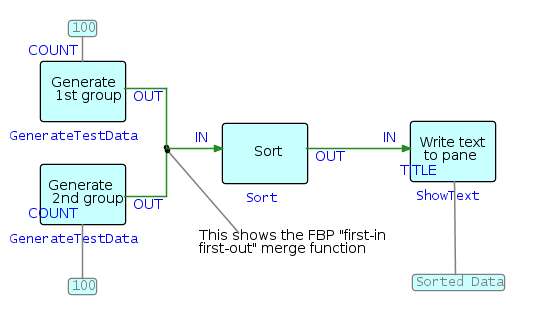 100
COUNT
Generate
1st group
OUT
GenerateTestData
IN
Sort
OUT
Sort
IN
Write text
to pane
TITLE
ShowText
Generate
2nd group
COUNT
OUT
GenerateTestData
This shows the FBP "first-in
first-out" merge function
100
Sorted Data